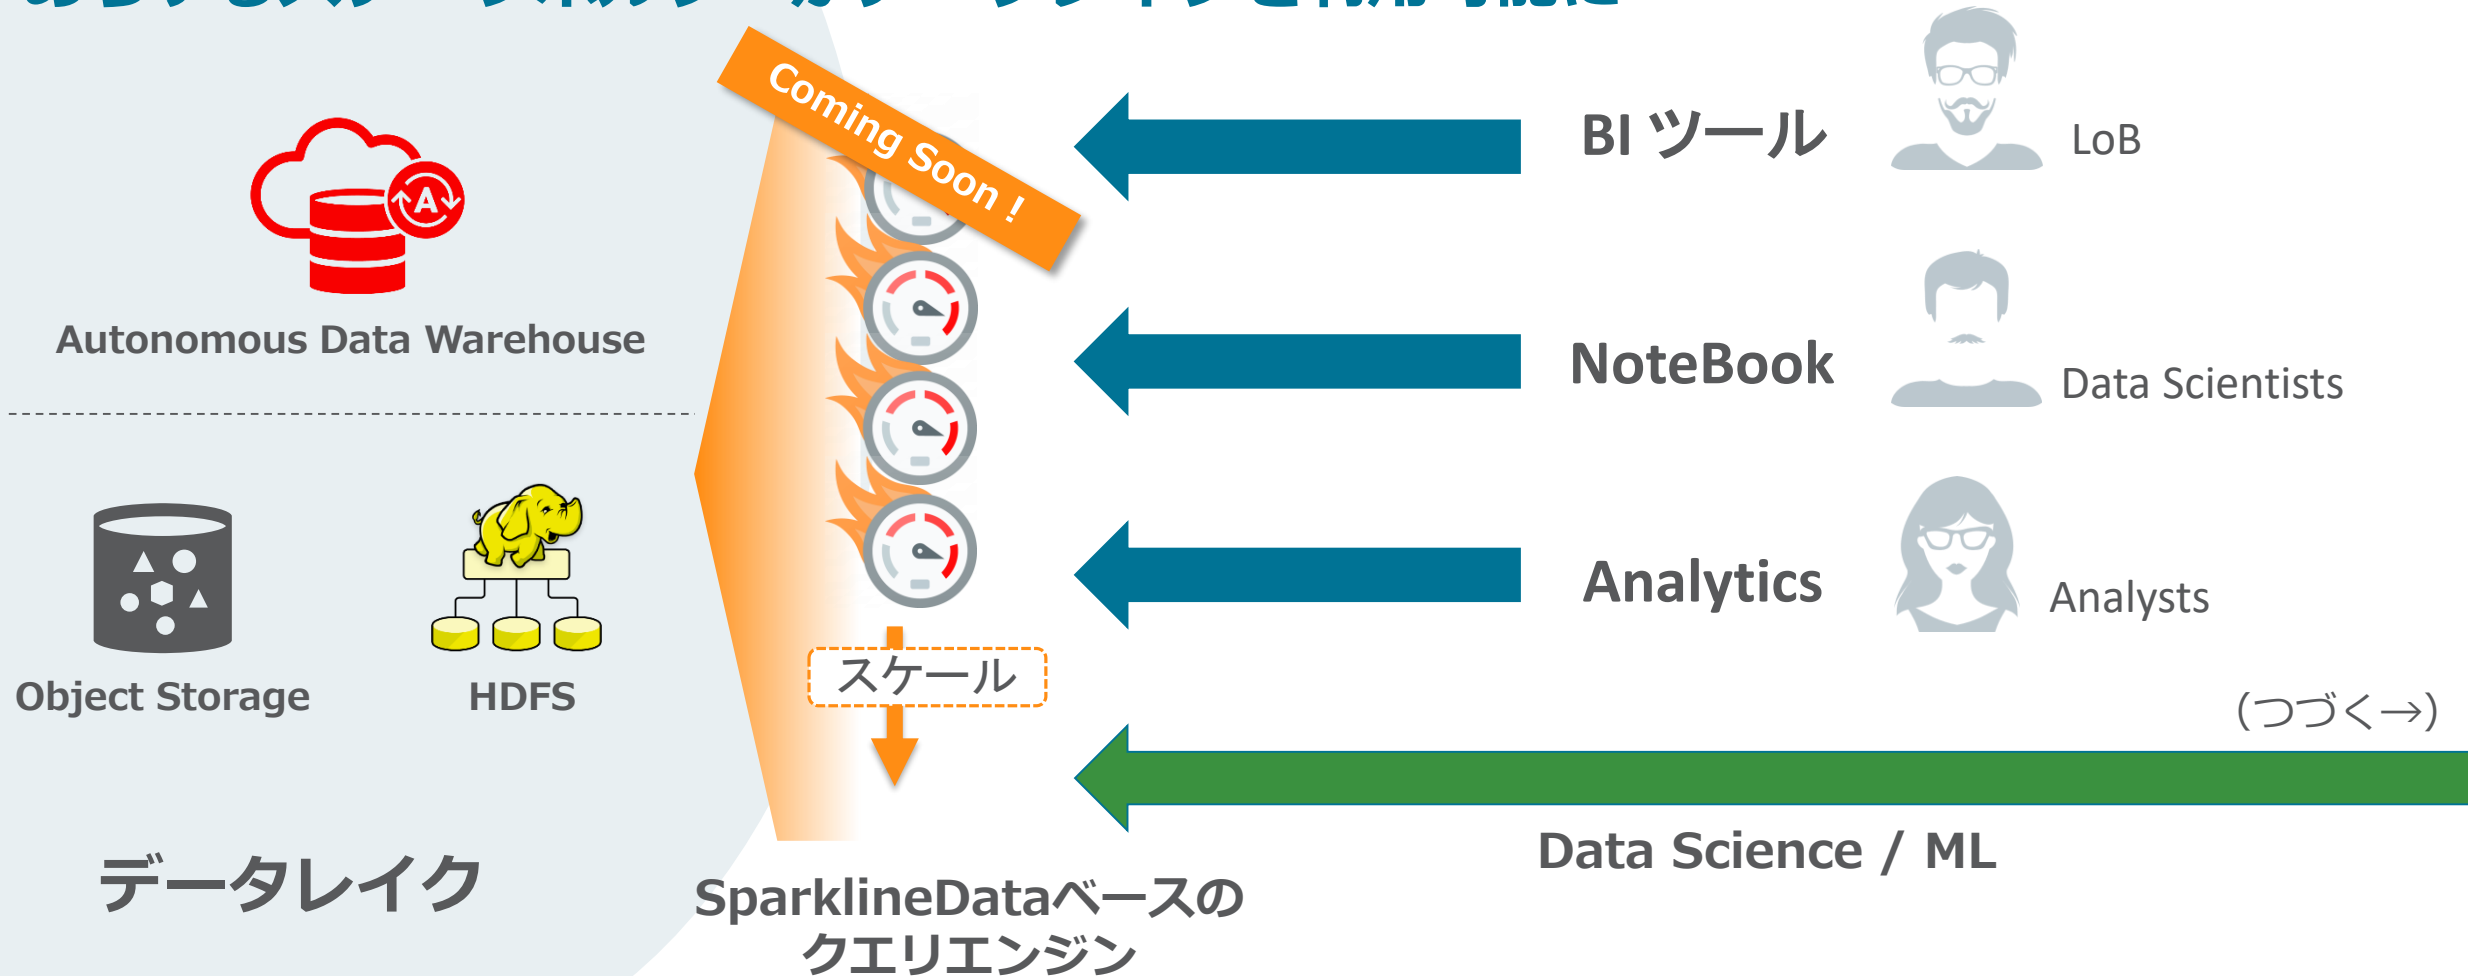 Coming Soon !
A
BI ツール
LoB
Autonomous Data Warehouse
NoteBook
Data Scientists
Analytics
Analysts
スケール
Object Storage
HDFS
(つづく→)
Data Science / ML
データレイク
SparklineDataベースの
クエリエンジン